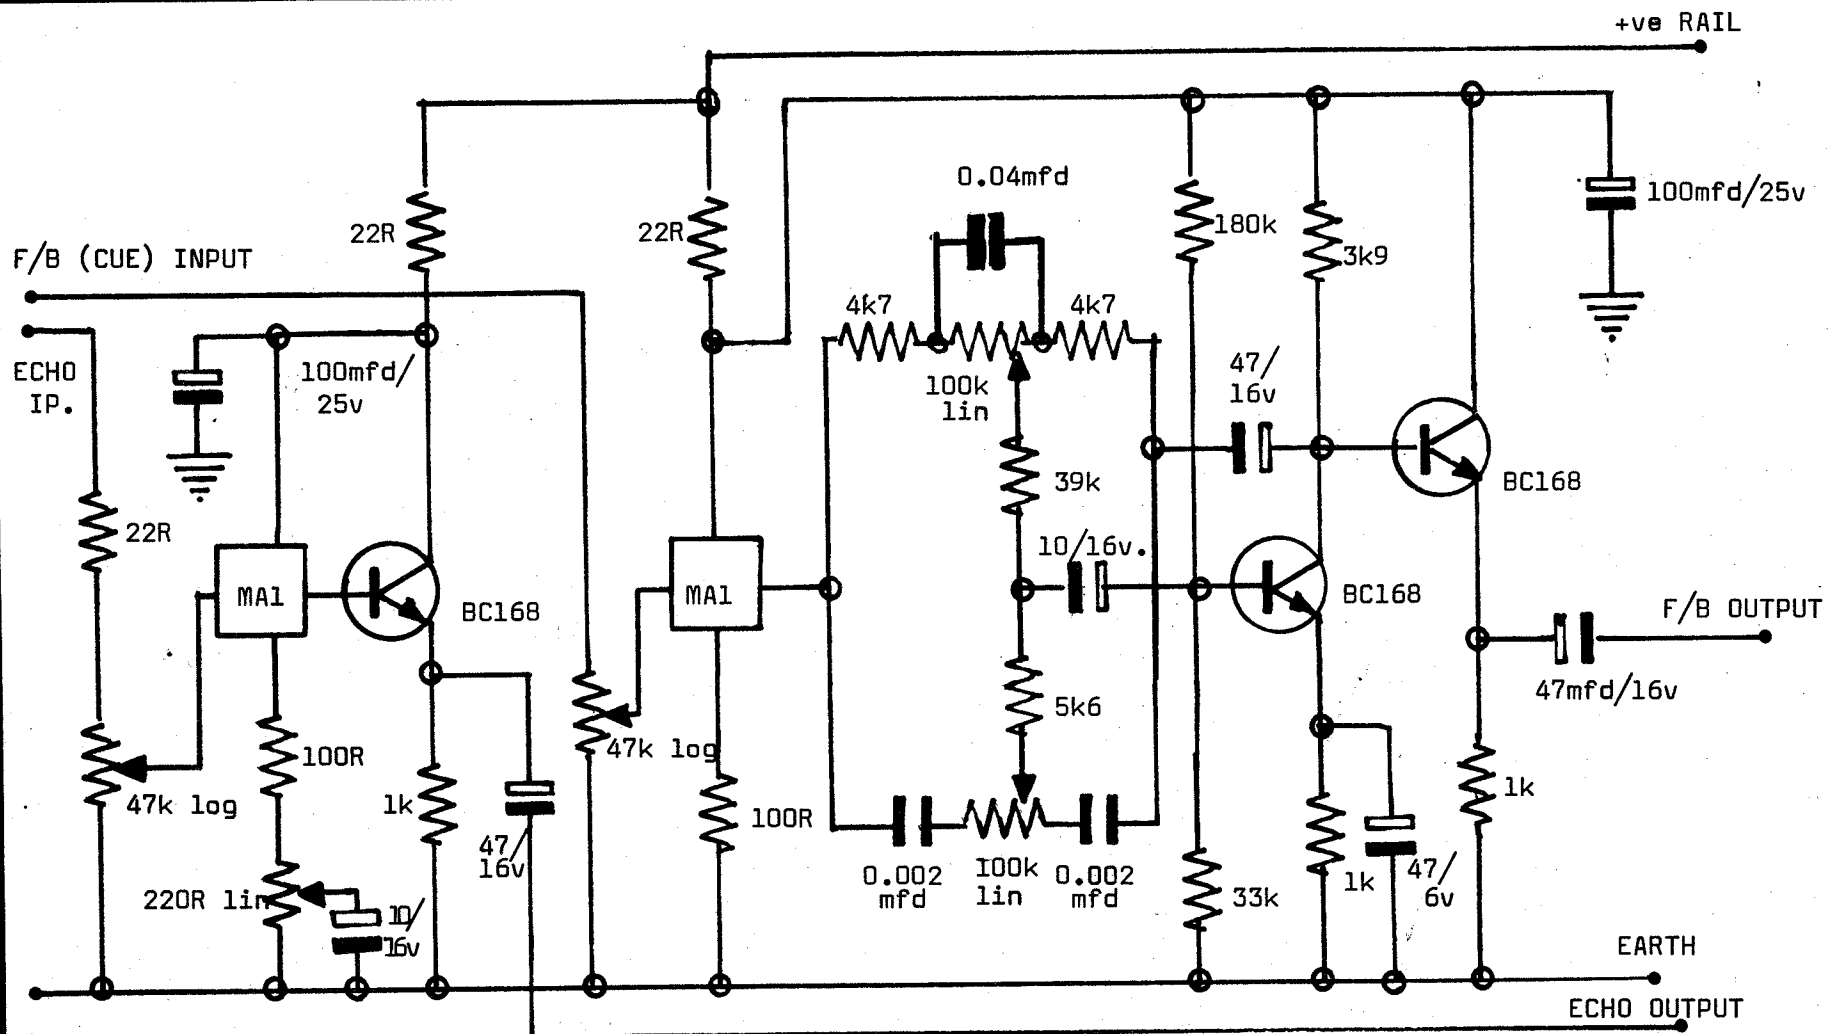 +ve RAIL
0.04mfd
100mfd/25v
22R
22R
180k
3k9
F/B (CUE) INPUT
4k7
4k7
ECHO
IP.
100mfd/
25v
100k
lin
47/
16v
39k
BC168
22R
10/16v.
MA1
BC168
MA1
BC168
F/B OUTPUT
5k6
47mfd/16v
47k log
100R
47k log
1k
100R
1k
47/
16v
0.002
mfd
100k
lin
0.002
mfd
1k
47/
6v
220R lin
10/
16v
33k
EARTH
ECHO OUTPUT